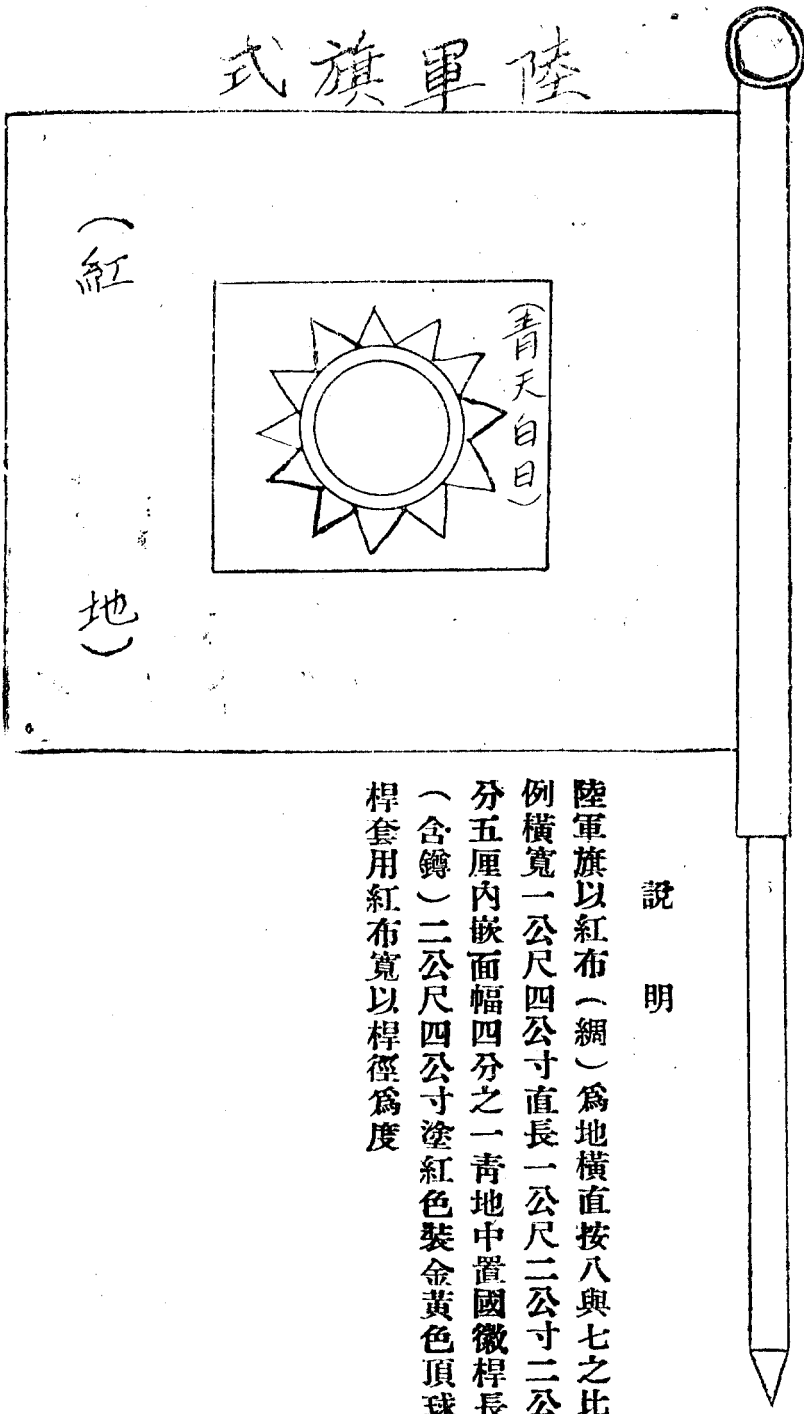 陸軍旗式
（紅地）
（青天白日）
說明
陸軍旗以紅布（綢）爲地橫直按八與七之比
例橫寬一公尺四公寸直長一公尺二公寸二公
分五厘內嵌面幅四分之一青地中置國徽桿長
（含鐏）二公尺四公寸塗紅色裝金黃色頂球
桿套用紅布寬以桿徑爲度